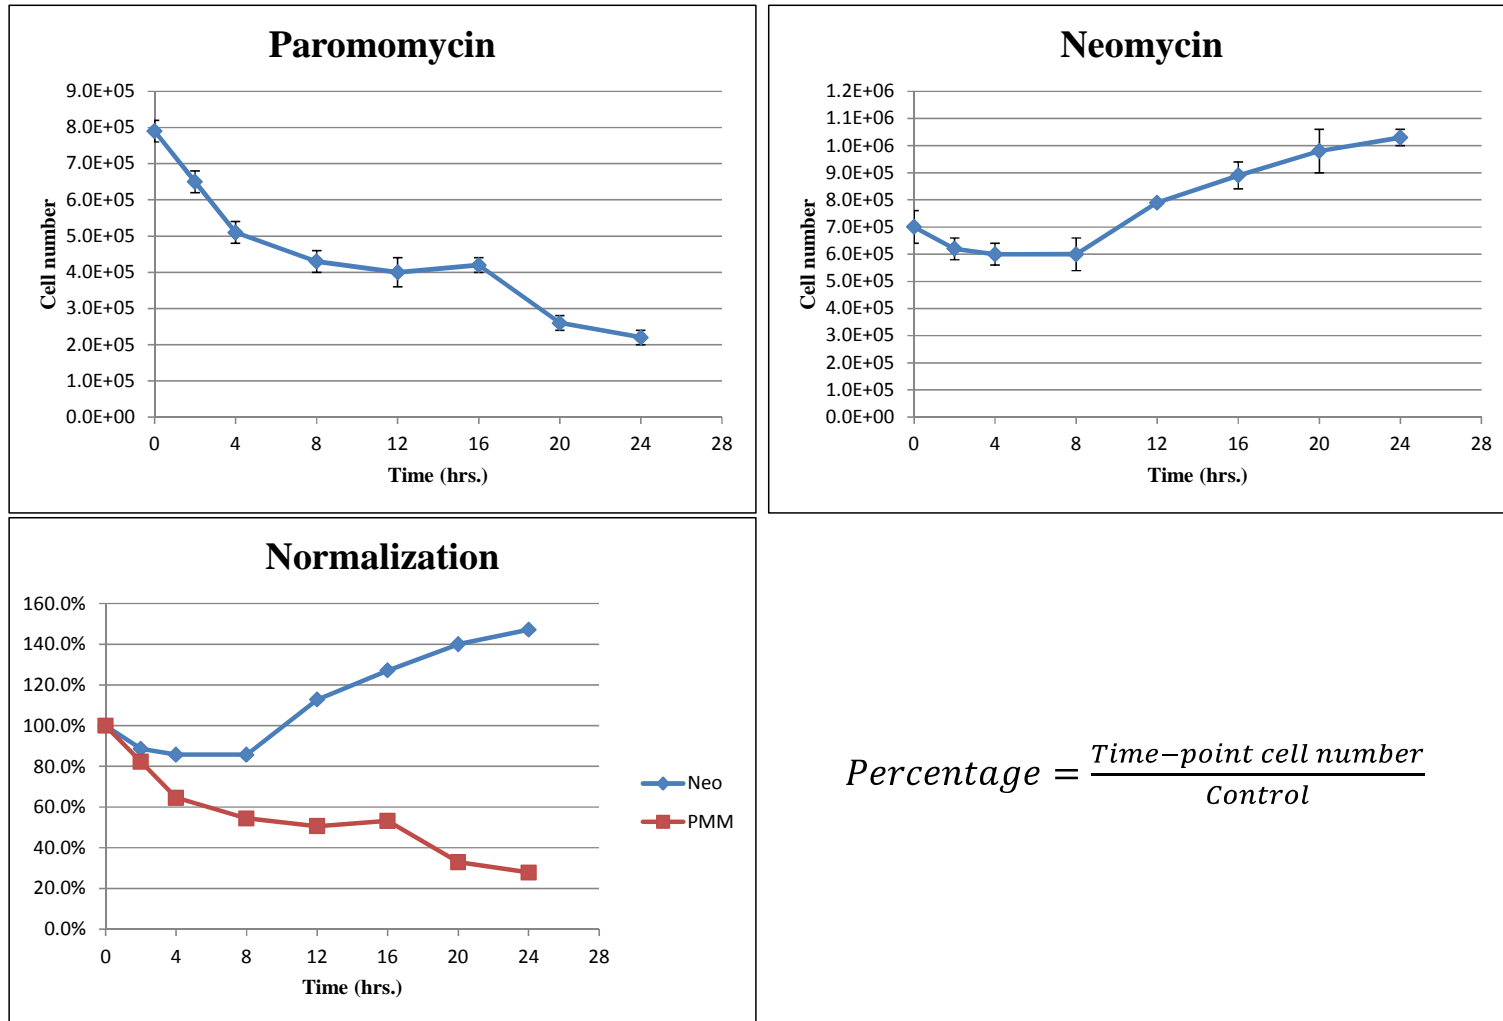 Paromomycin
9.0E+05
8.0E+05
7.0E+05
6.0E+05
5.0E+05
4.0E+05
3.0E+05
2.0E+05
1.0E+05
0.0E+00
Cell number
0 4 8 12 16 20 24 28
Time (hrs.)
Neomycin
1.2E+06
1.1E+06
1.0E+06
9.0E+05
8.0E+05
7.0E+05
6.0E+05
5.0E+05
4.0E+05
3.0E+05
2.0E+05
1.0E+05
0.0E+00
Cell number
0 4 8 12 16 20 24 28
Time (hrs.)
Normalization
160.0%
140.0%
120.0%
100.0%
80.0%
60.0%
40.0%
20.0%
0.0%
0 4 8 12 16 20 24 28
Time (hrs.)
Neo
PMM
Percentage = Time−point cell number / Control